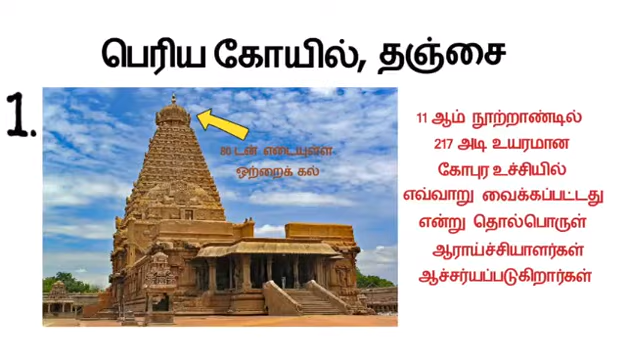 பெரிய கோயில், தஞ்சை
1.
80 டன் எடையுள்ள
ஒற்றைக் கல்
11 ஆம் நூற்றாண்டில்
217 அடி உயரமான
கோபுர உச்சியில்
எவ்வாறு வைக்கப்பட்டது
என்று தொல்பொருள்
ஆராய்ச்சியாளர்கள்
ஆச்சர்யப்படுகிறார்கள்